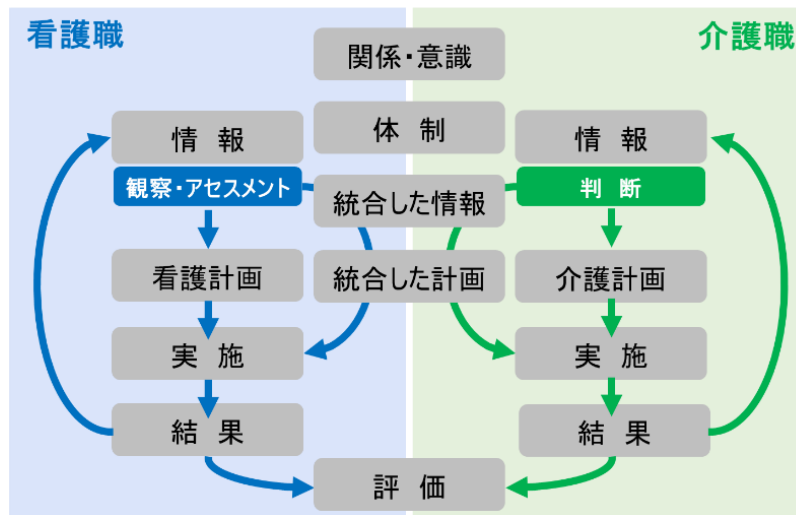 看護職
介護職
関係・意識
体 制
情 報
情 報
観察・アセスメント
判 断
統合した情報
看護計画
統合した計画
介護計画
実 施
実 施
結 果
結 果
評 価